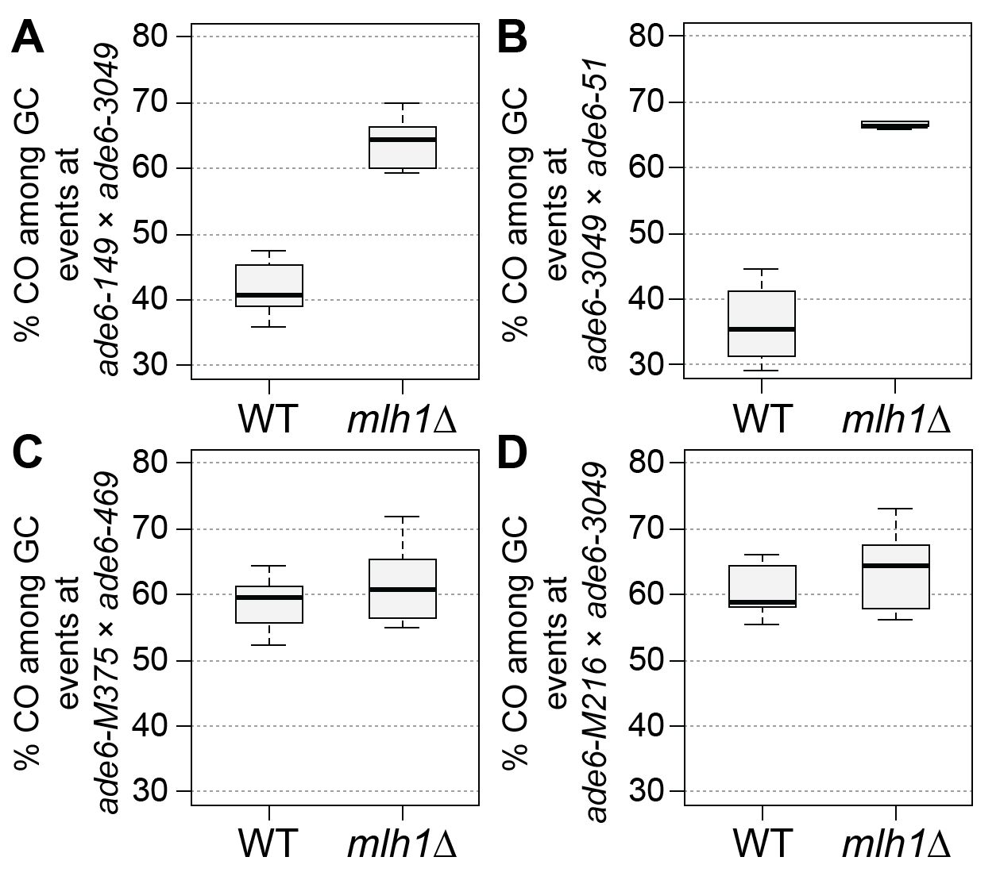 A
% CO among GC
events at
ade6-149 × ade6-3049
80
70
60
50
40
30
WT
mlh1Δ
B
% CO among GC
events at
ade6-3049 × ade6-51
80
70
60
50
40
30
WT
mlh1Δ
C
% CO among GC
events at
ade6-M375 × ade6-469
80
70
60
50
40
30
WT
mlh1Δ
D
% CO among GC
events at
ade6-M216 × ade6-3049
80
70
60
50
40
30
WT
mlh1Δ